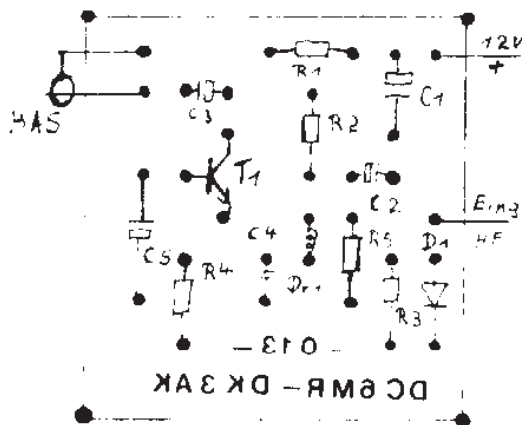 12V
+
R1
C1
C3
R2
BAS
T1
C2
Eing
HF
C4
R5
D1
C5
R4
Dr1
R3
– 013 –
DC6MR – DK3AK